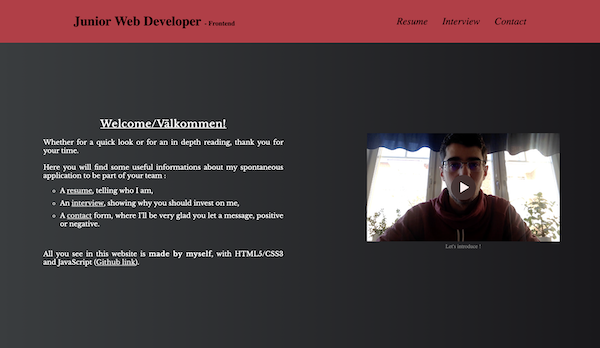 Junior Web Developer - Frontend
Resume Interview Contact
Welcome/Välkommen!
Whether for a quick look or for an in depth reading, thank you for
your time.
Here you will find some useful informations about my spontaneous
application to be part of your team :
A resume, telling who I am,
An interview, showing why you should invest on me,
A contact form, where I'll be very glad you let a message, positive
or negative.
All you see in this website is made by myself, with HTML5/CSS3
and JavaScript (Github link).
Let's introduce !